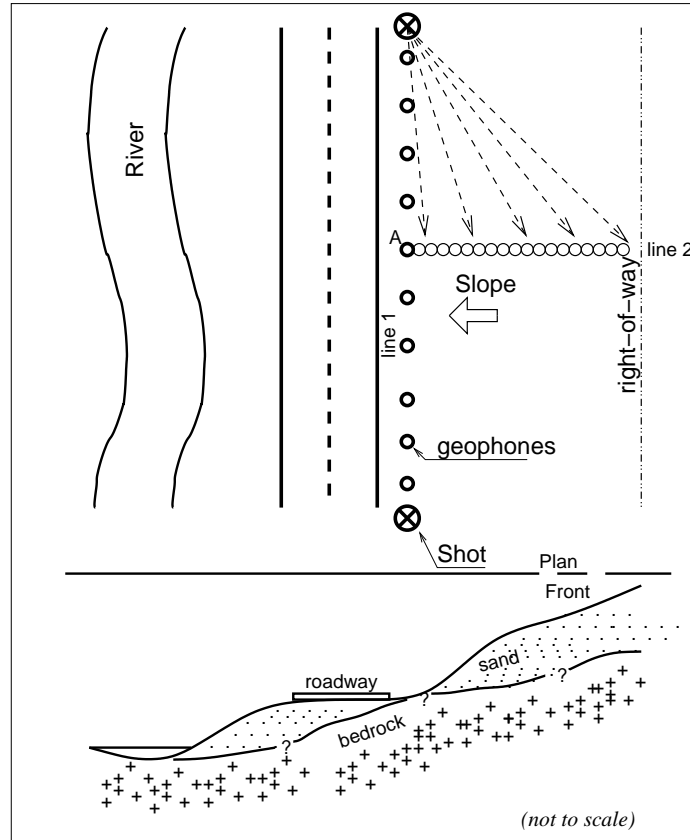 River
A
line 2
Slope
line 1
right-of-way
geophones
Shot
Plan
Front
roadway
sand
?
?
bedrock
?
(not to scale)